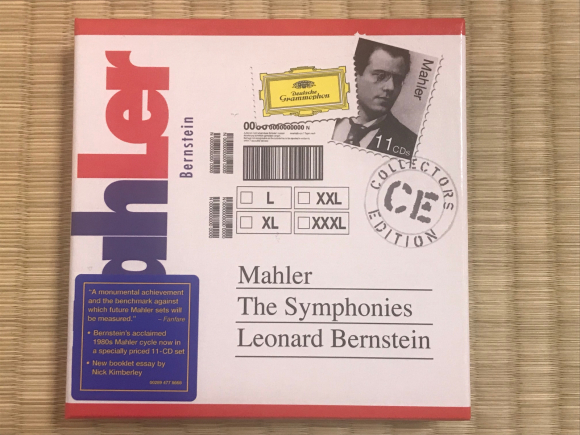 ahler
Bernstein
Deutsche
Grammophon
Mahler
11 CDs
0000000000000 N
L
XXL
XL
XXXL
COLLECTORS
CE
EDITION
Mahler
The Symphonies
Leonard Bernstein
"A monumental achievement
and the benchmark against
which future Mahler sets will
be measured." – Fanfare
• Bernstein's acclaimed
1980s Mahler cycle now in
a specially priced 11-CD set
• New booklet essay by
Nick Kimberley